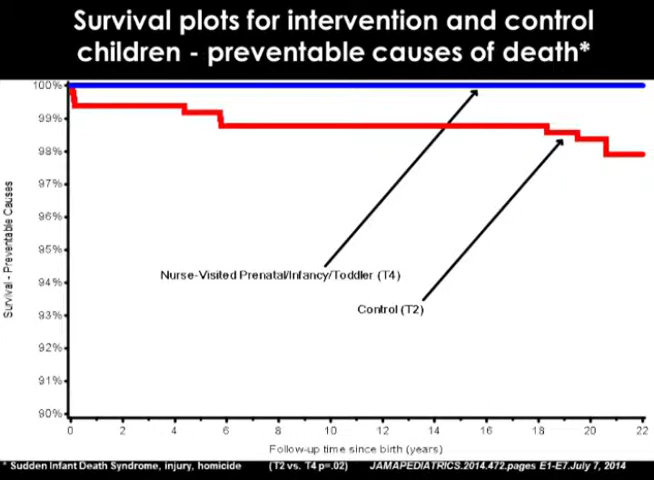 Survival plots for intervention and control
children - preventable causes of death*
100%
99%
98%
97%
96%
95%
94%
93%
92%
91%
90%
Survival - Preventable Causes
Nurse-Visited Prenatal/Infancy/Toddler (T4)
Control (T2)
0 2 4 6 8 10 12 14 16 18 20 22
Follow-up time since birth (years)
* Sudden Infant Death Syndrome, injury, homicide (T2 vs. T4 p=.02) JAMAPEDIATRICS.2014.472.pages E1-E7.July 7, 2014